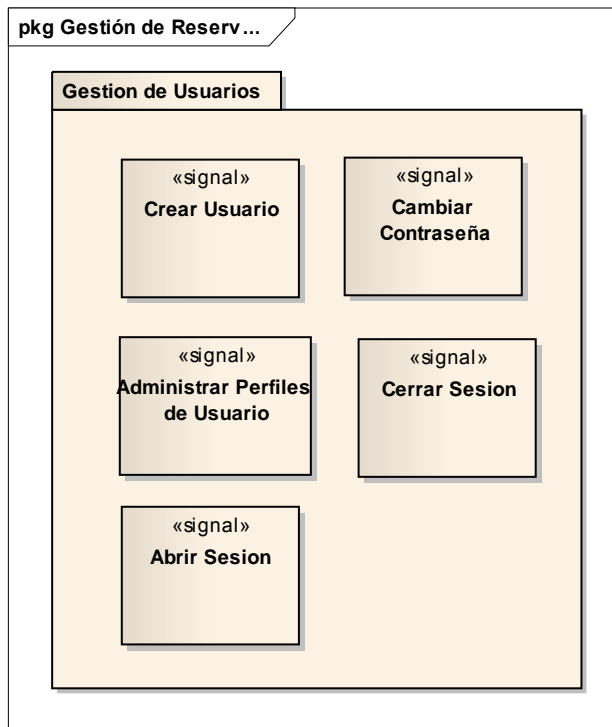 pkg Gestión de Reserv...
Gestion de Usuarios
«signal»
Crear Usuario
«signal»
Cambiar
Contraseña
«signal»
Administrar Perfiles
de Usuario
«signal»
Cerrar Sesion
«signal»
Abrir Sesion